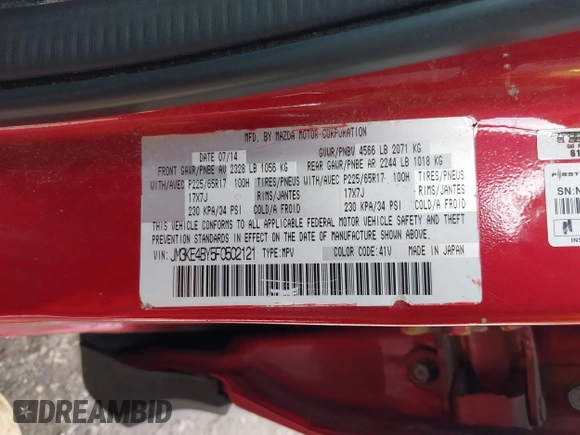 MFD. BY MAZDA MOTOR CORPORATION
DATE 07/14 GVWR/PNBV 4566 LB 2071 KG
FRONT GAWR/PNBE AV 2328 LB 1056 KG REAR GAWR/PNBE AR 2244 LB 1018 KG
WITH/AVEC P225/65R17 100H TIRES/PNEUS WITH/AVEC P225/65R17 100H TIRES/PNEUS
17X7J RIMS/JANTES 17X7J RIMS/JANTES
230 KPA/34 PSI COLD/A FROID 230 KPA/34 PSI COLD/A FROID
THIS VEHICLE CONFORMS TO ALL APPLICABLE FEDERAL MOTOR VEHICLE SAFETY AND THEFT
PREVENTION STANDARDS IN EFFECT ON THE DATE OF MANUFACTURE SHOWN ABOVE.
VIN: JM3KE4BY5F0502121 TYPE:MPV COLOR CODE:41V MADE IN JAPAN
SN:N
DREAMBID